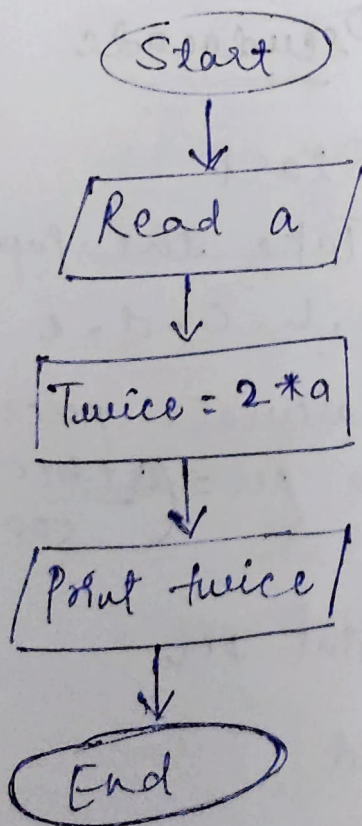 Start
Read a
Twice = 2 * a
Print twice
End